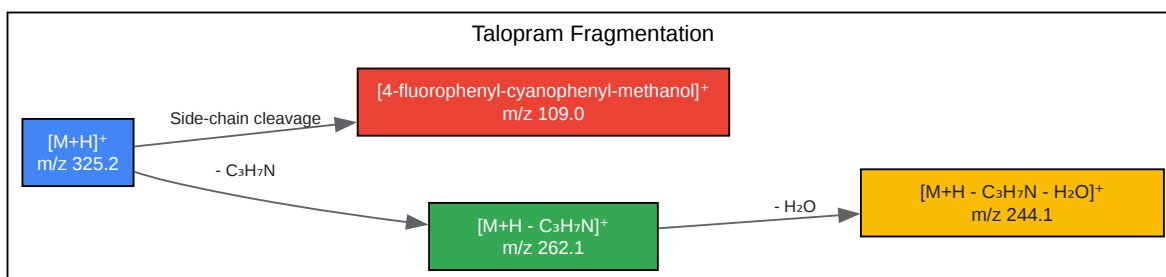 Talopram Fragmentation
[4-fluorophenyl-cyanophenyl-methanol]⁺
m/z 109.0
Side-chain cleavage
[M+H]⁺
m/z 325.2
- C₃H₇N
[M+H - C₃H₇N]⁺
m/z 262.1
- H₂O
[M+H - C₃H₇N - H₂O]⁺
m/z 244.1